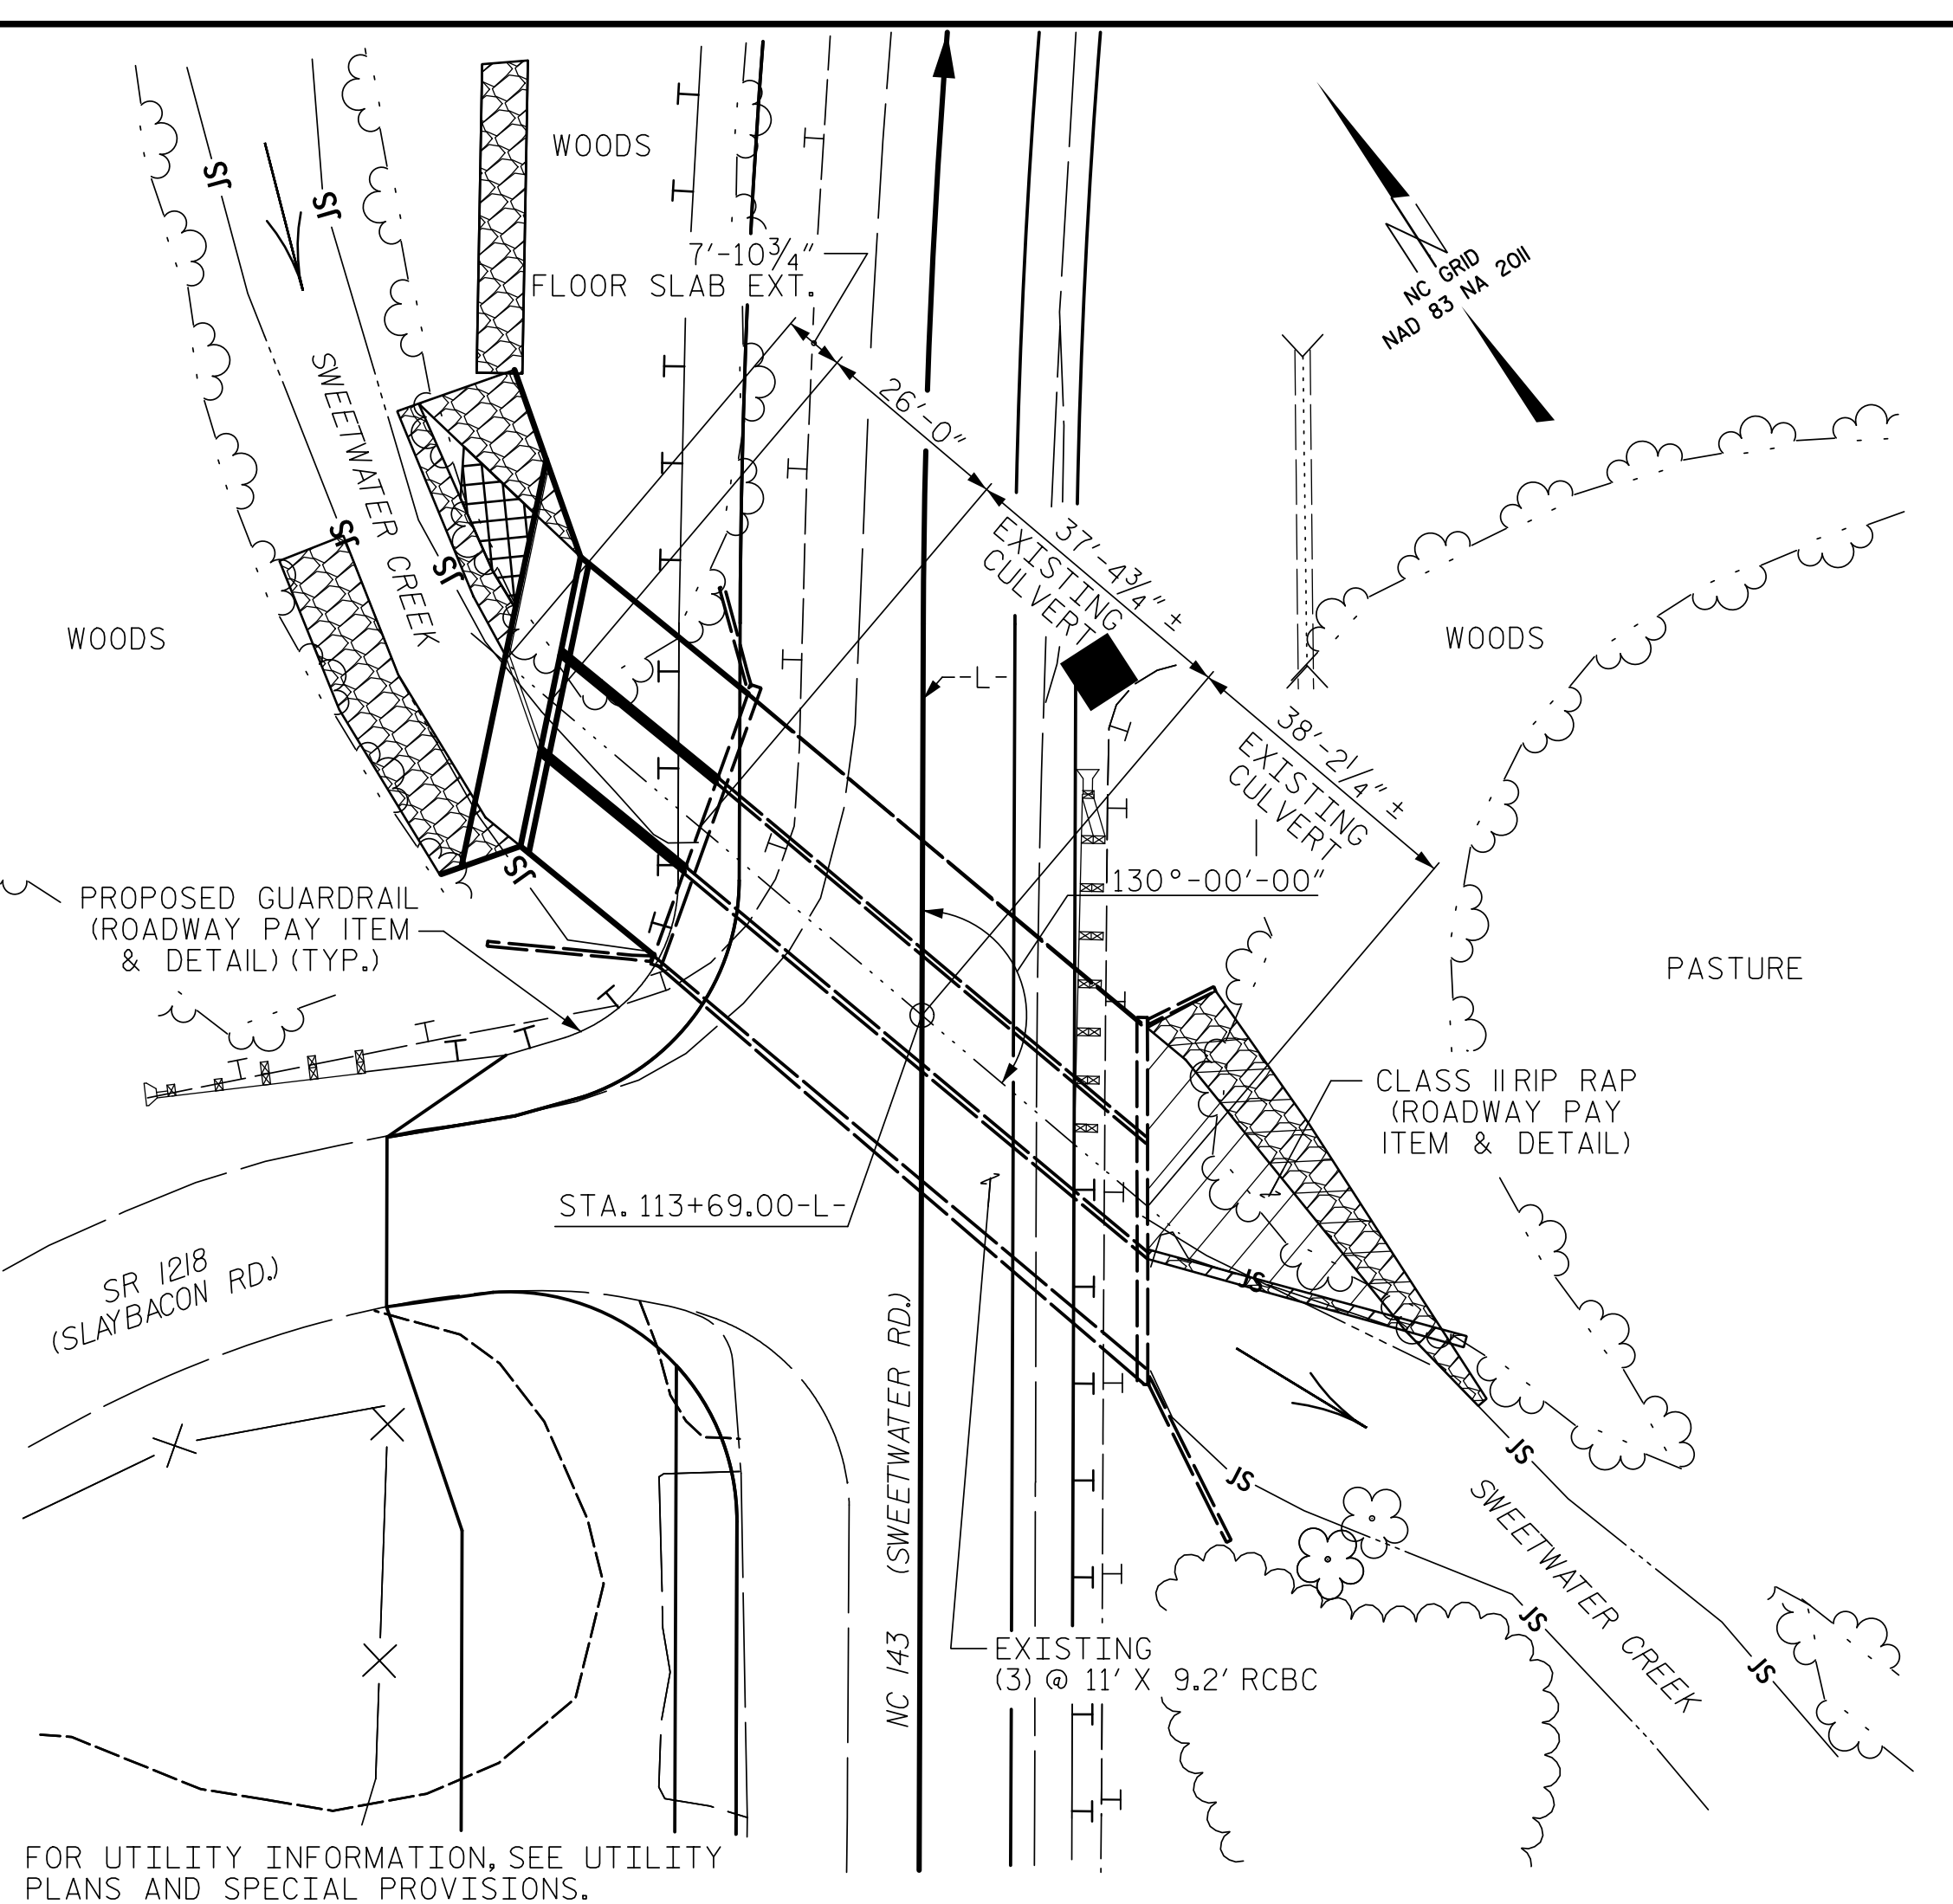 WOODS
7'-10¾"
FLOOR SLAB EXT.
NC GRID
NAD 83 NA 2011
JS
JS
SWEETWATER CREEK
26'-0"
37'-4¾" ±
EXISTING
CULVERT
JS
JS
WOODS
WOODS
-L-
38'-2¼" ±
EXISTING
CULVERT
130°-00'-00"
JS
PROPOSED GUARDRAIL
(ROADWAY PAY ITEM
& DETAIL) (TYP.)
PASTURE
CLASS II RIP RAP
(ROADWAY PAY
ITEM & DETAIL)
STA. 113+69.00-L-
SR 1218
(SLAYBACON RD.)
JS
NC 143 (SWEETWATER RD.)
JS
JS
SWEETWATER CREEK
JS
JS
EXISTING
(3) @ 11' X 9.2' RCBC
FOR UTILITY INFORMATION, SEE UTILITY
PLANS AND SPECIAL PROVISIONS.